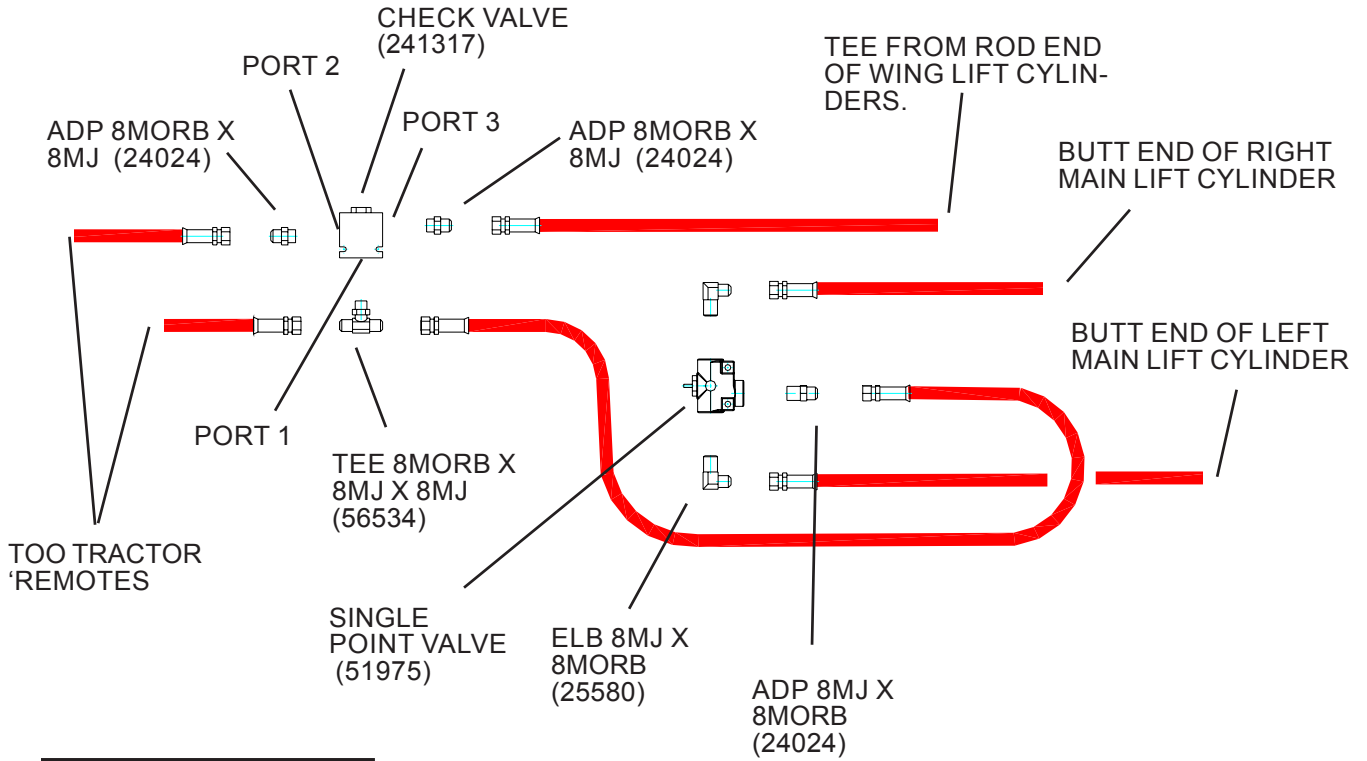 CHECK VALVE
(241317)
PORT 2
TEE FROM ROD END
OF WING LIFT CYLIN-
DERS.
ADP 8MORB X
8MJ (24024)
PORT 3
ADP 8MORB X
8MJ (24024)
BUTT END OF RIGHT
MAIN LIFT CYLINDER
BUTT END OF LEFT
MAIN LIFT CYLINDER
PORT 1
TEE 8MORB X
8MJ X 8MJ
(56534)
TOO TRACTOR
‘REMOTES
SINGLE
POINT VALVE
(51975)
ELB 8MJ X
8MORB
(25580)
ADP 8MJ X
8MORB
(24024)